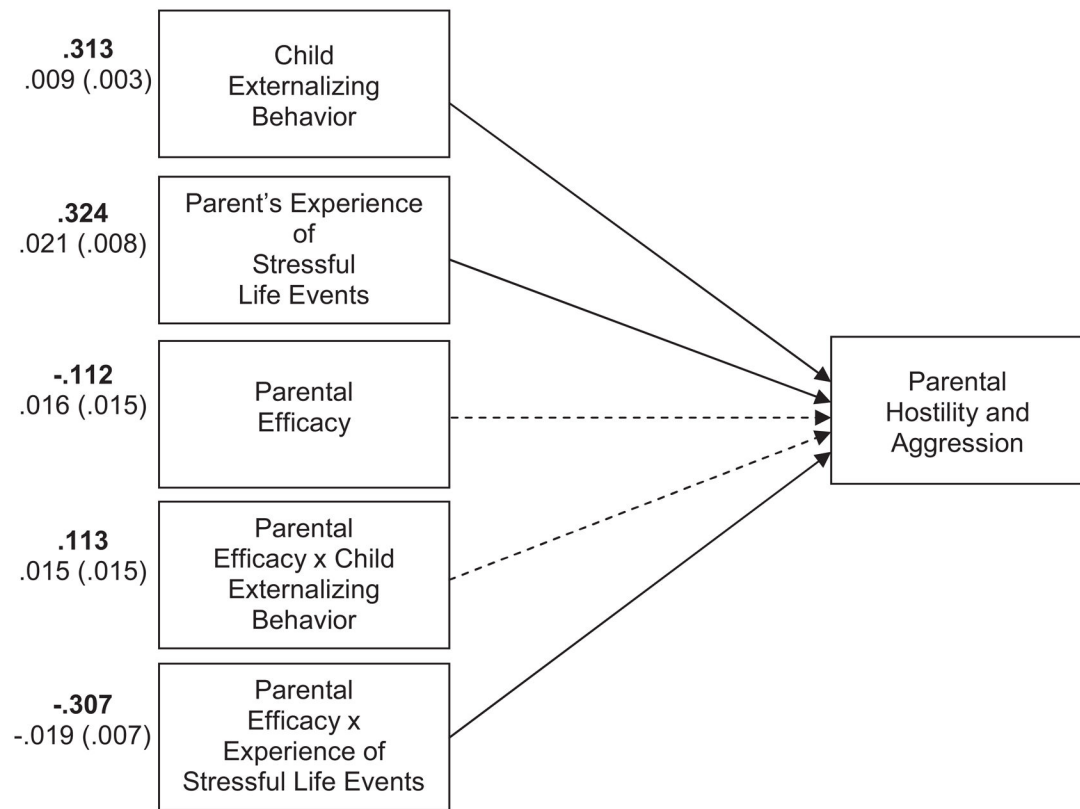 .313
.009 (.003)
Child
Externalizing
Behavior
.324
.021 (.008)
Parent’s Experience
of
Stressful
Life Events
-.112
.016 (.015)
Parental
Efficacy
.113
.015 (.015)
Parental
Efficacy x Child
Externalizing
Behavior
-.307
-.019 (.007)
Parental
Efficacy x
Experience of
Stressful Life Events
Parental
Hostility and
Aggression